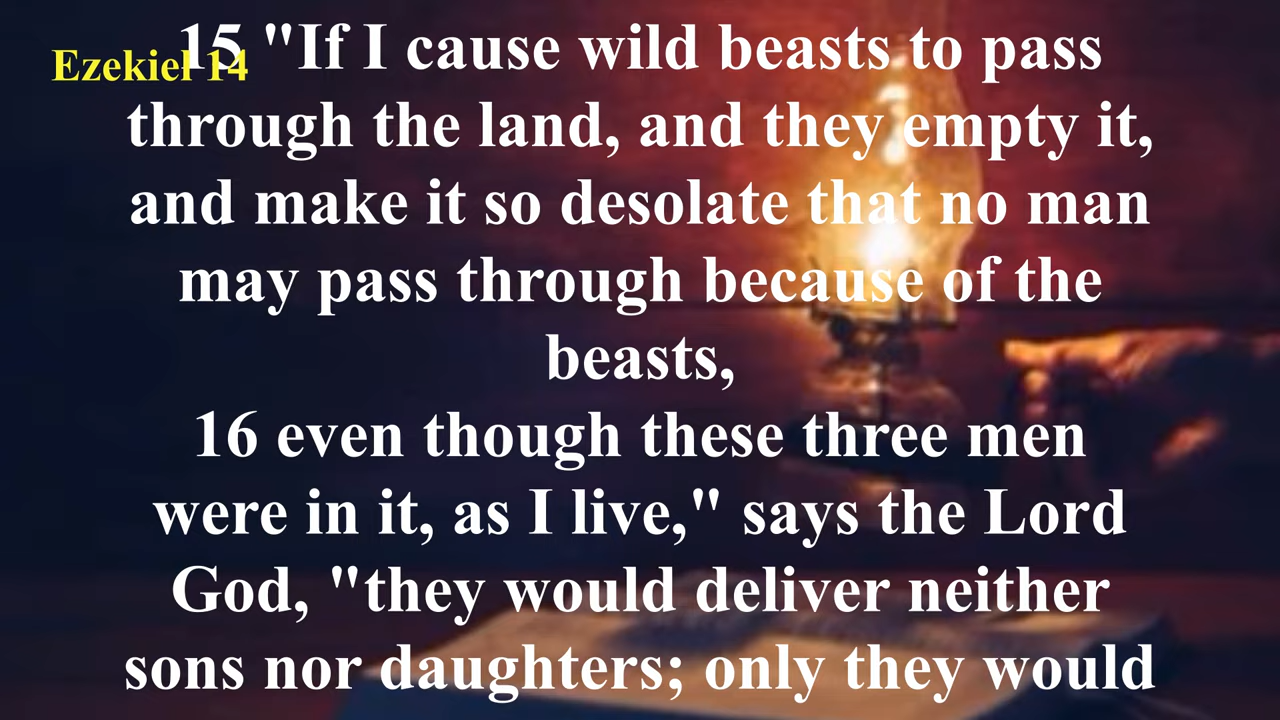 Ezekiel 14
15 "If I cause wild beasts to pass
through the land, and they empty it,
and make it so desolate that no man
may pass through because of the
beasts,
16 even though these three men
were in it, as I live," says the Lord
God, "they would deliver neither
sons nor daughters; only they would